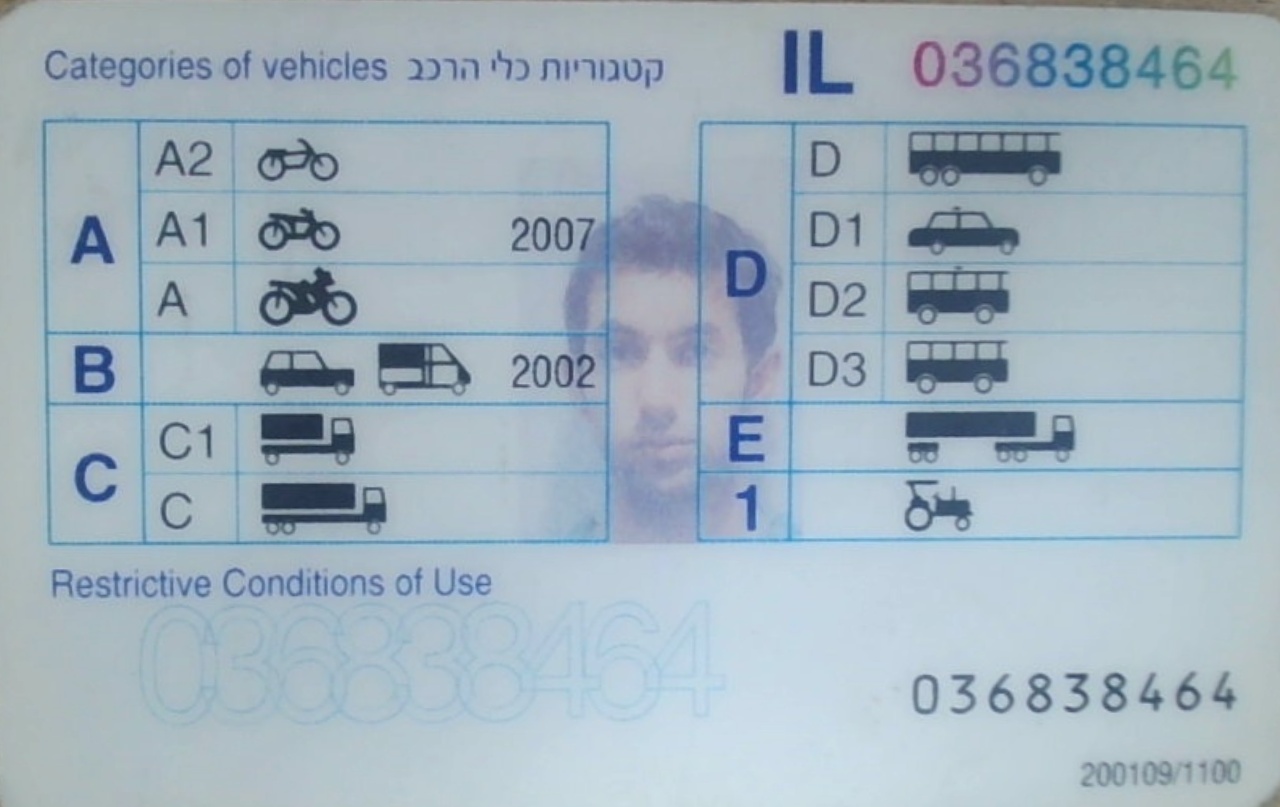 Categories of vehicles קטגוריות כלי הרכב
IL 036838464
A
A2
A1 2007
A
B 2002
C
C1
C
D
D
D1
D2
D3
E
1
Restrictive Conditions of Use
036838464
036838464
200109/1100